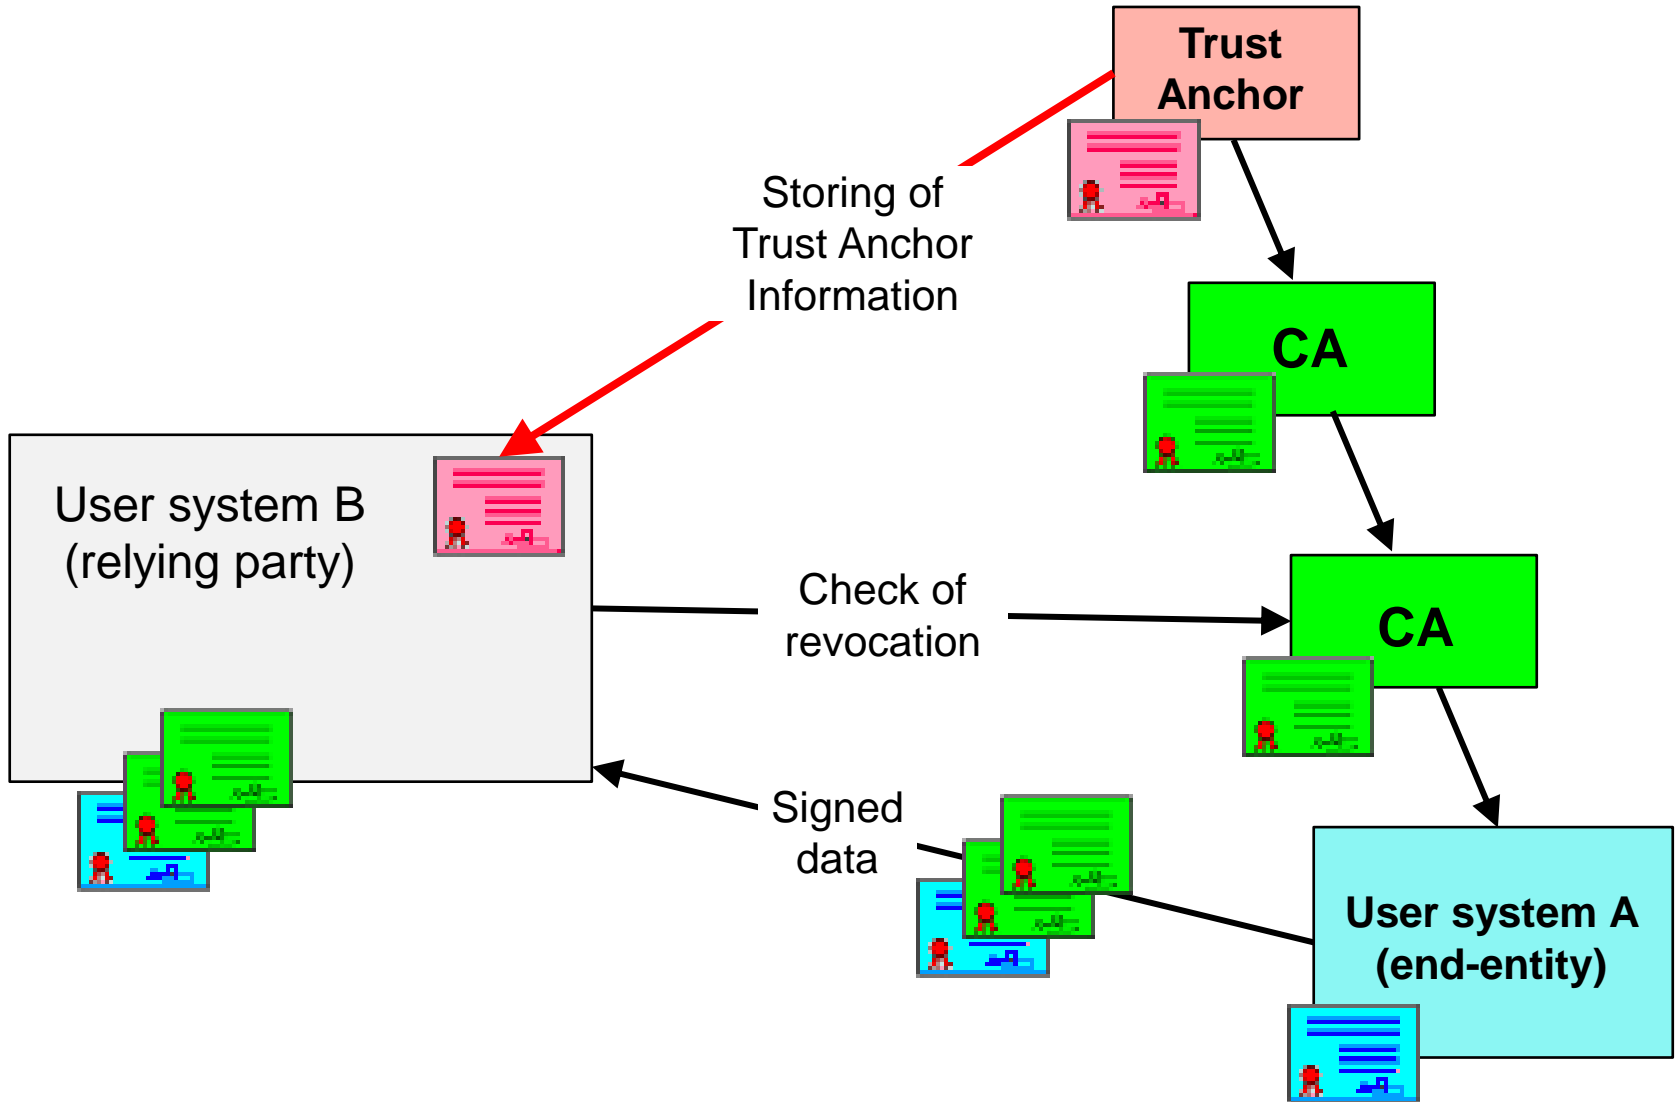 Trust
Anchor
Storing of
Trust Anchor
Information
CA
User system B
(relying party)
Check of
revocation
CA
Signed
data
User system A
(end-entity)